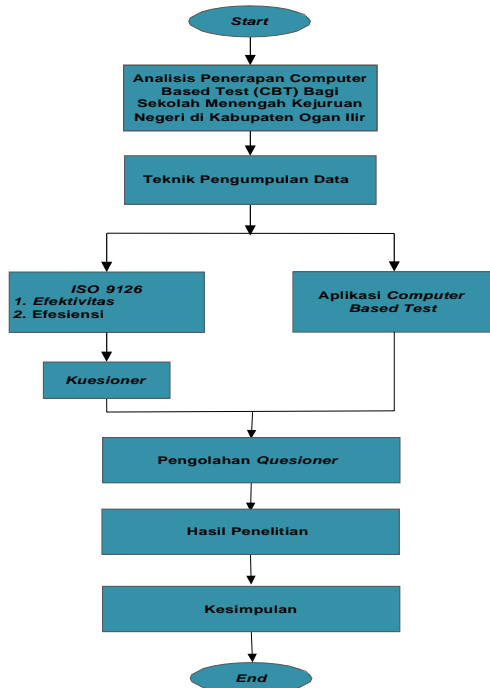 Start
Analisis Penerapan Computer
Based Test (CBT) Bagi
Sekolah Menengah Kejuruan
Negeri di Kabupaten Ogan Ilir
Teknik Pengumpulan Data
ISO 9126
1. Efektivitas
2. Efesiensi
Aplikasi Computer
Based Test
Kuesioner
Pengolahan Quesioner
Hasil Penelitian
Kesimpulan
End